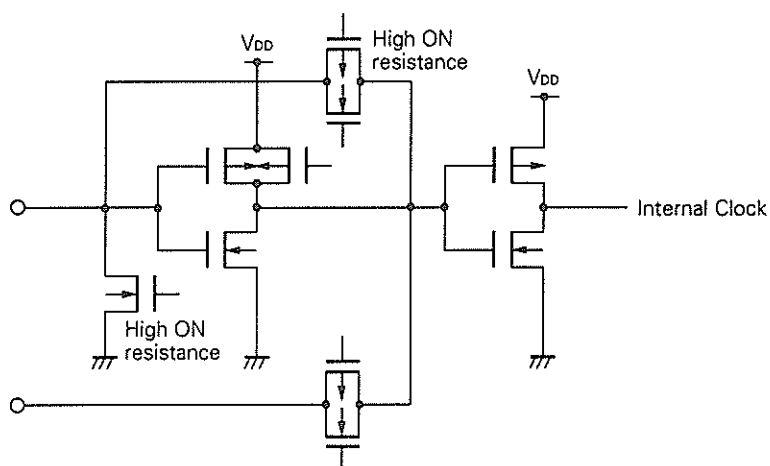 High ON
resistance
VDD
VDD
Internal Clock
High ON
resistance